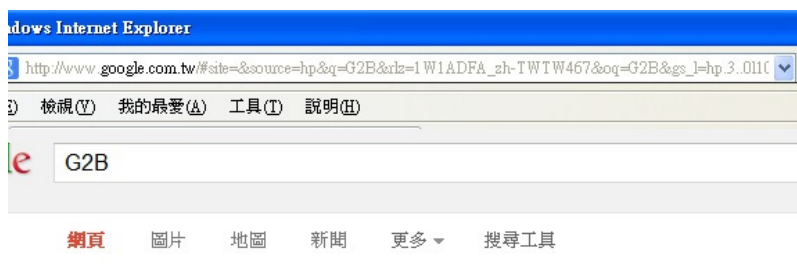 ndows Internet Explorer
http://www.google.com.tw/#site=&source=hp&q=G2B&rlz=1W1ADFA_zh-TWTW467&oq=G2B&gs_l=hp.3..0l1
檢視(V) 我的最愛(A) 工具(T) 說明(H)
le G2B
網頁 圖片 地圖 新聞 更多 搜尋工具